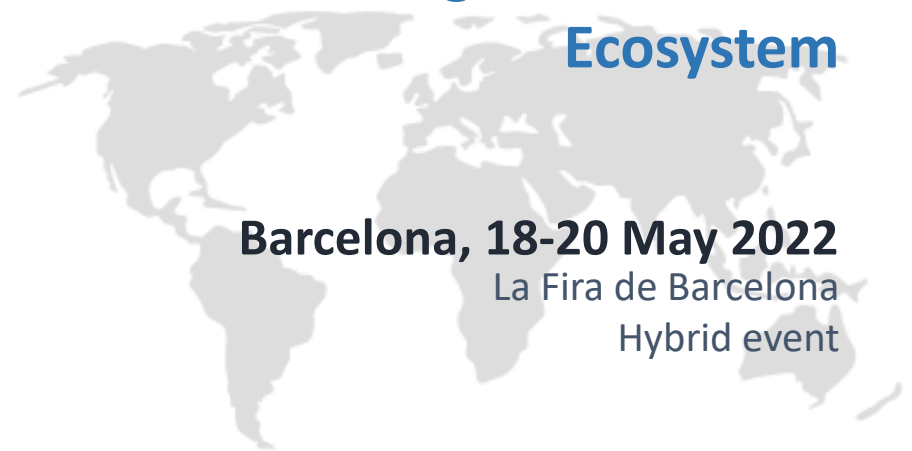 Ecosystem
Barcelona, 18-20 May 2022
La Fira de Barcelona
Hybrid event